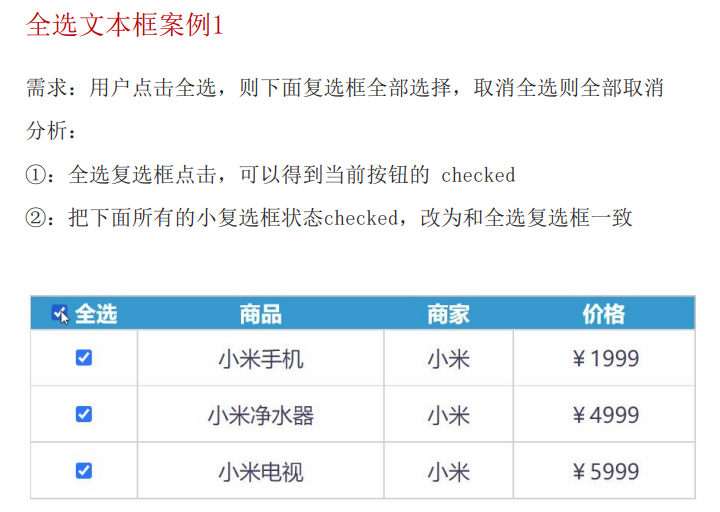 全选文本框案例1
需求：用户点击全选，则下面复选框全部选择，取消全选则全部取消
分析：
①：全选复选框点击，可以得到当前按钮的 checked
②：把下面所有的小复选框状态checked，改为和全选复选框一致
全选 商品 商家 价格
小米手机 小米 ￥1999
小米净水器 小米 ￥4999
小米电视 小米 ￥5999